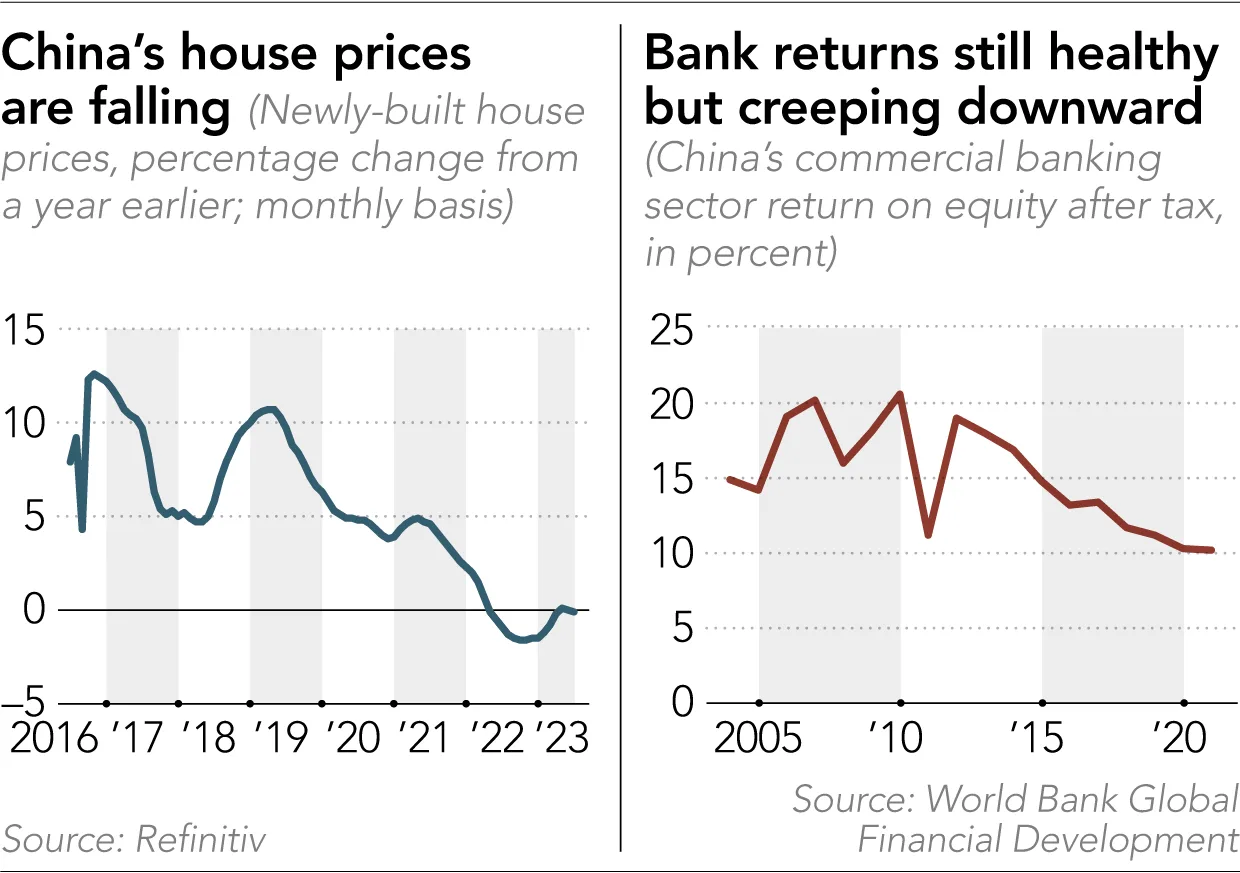 China’s house prices
are falling (Newly-built house
prices, percentage change from
a year earlier; monthly basis)
15
10
5
0
–5
2016 ’17 ’18 ’19 ’20 ’21 ’22 ’23
Source: Refinitiv
Bank returns still healthy
but creeping downward
(China’s commercial banking
sector return on equity after tax,
in percent)
25
20
15
10
5
0
2005 ’10 ’15 ’20
Source: World Bank Global
Financial Development